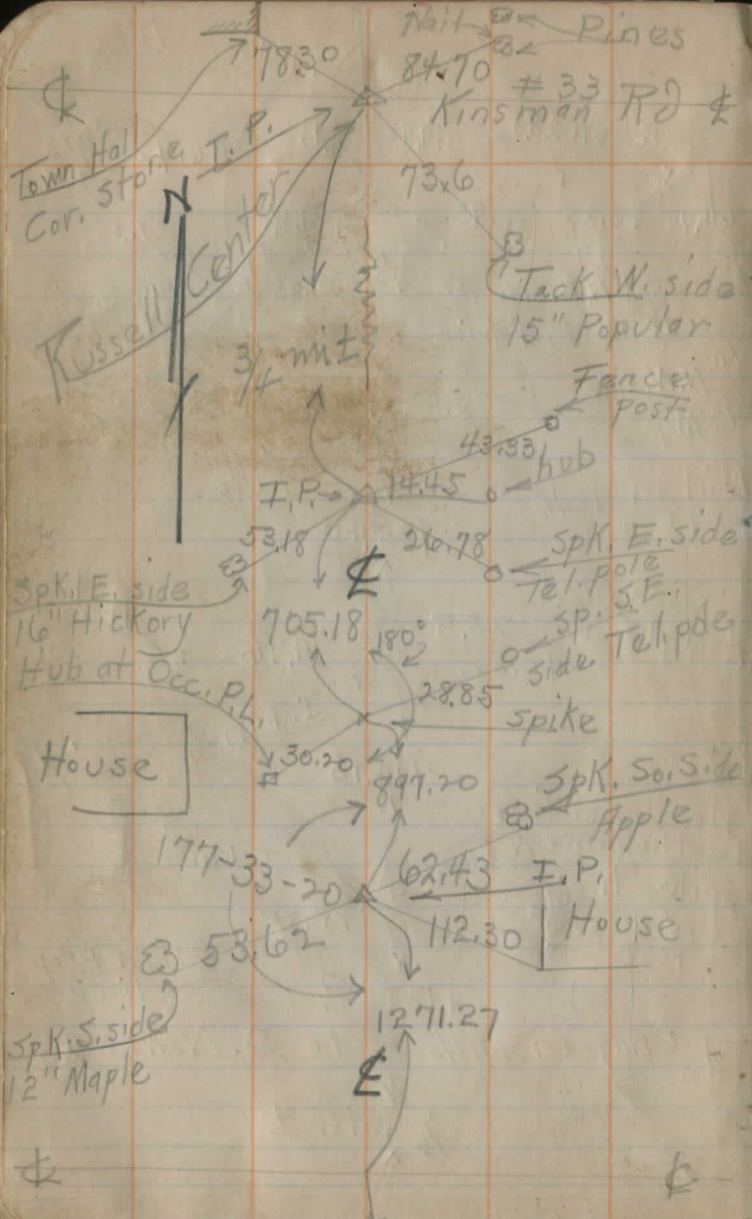 Nail
Pines
78.30
84.70
# 33
Kinsman Rd ℄
℄
Town Hal
Cor. Stone
I. P.
73.6
N
Russell Center
Tack W. side
15" Popular
3/4 mi±
Fence
post
43.33
hub
I.P.
14.45
53.18
26.78
Spk. E. side
Tel. pole
℄
Spk. E. side
16" Hickory
705.18
180°
Sp. S.E.
side Tel. pole
Hub at Occ. P.L.
28.85
spike
House
30.20
897.20
Spk. So. Side
Apple
177-33-20
62.43
I.P.
House
53.62
112.30
1271.27
Spk. S. side
12" Maple
℄
℄
℄